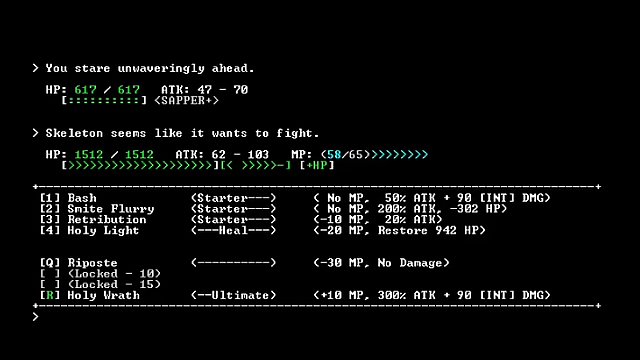 > You stare unwaveringly ahead.
HP: 617 / 617 ATK: 47 - 70
[::::::::::] <SAPPER+>
> Skeleton seems like it wants to fight.
HP: 1512 / 1512 ATK: 62 - 103 MP: (58/65)>>>>>>>>>
[>>>>>>>>>>>>>>>>>>>>>][< >>>>>-] [+HP]
[1] Bash <Starter---> ( No MP, 50% ATK + 90 [INT] DMG)
[2] Smite Flurry <Starter---> ( No MP, 200% ATK, -302 HP)
[3] Retribution <Starter---> (-10 MP, 20% ATK)
[4] Holy Light <---Heal---> (-20 MP, Restore 942 HP)
[Q] Riposte <----------> (-30 MP, No Damage)
[ ] (Locked - 10)
[ ] (Locked - 15)
[R] Holy Wrath <--Ultimate> (+10 MP, 300% ATK + 90 [INT] DMG)
>